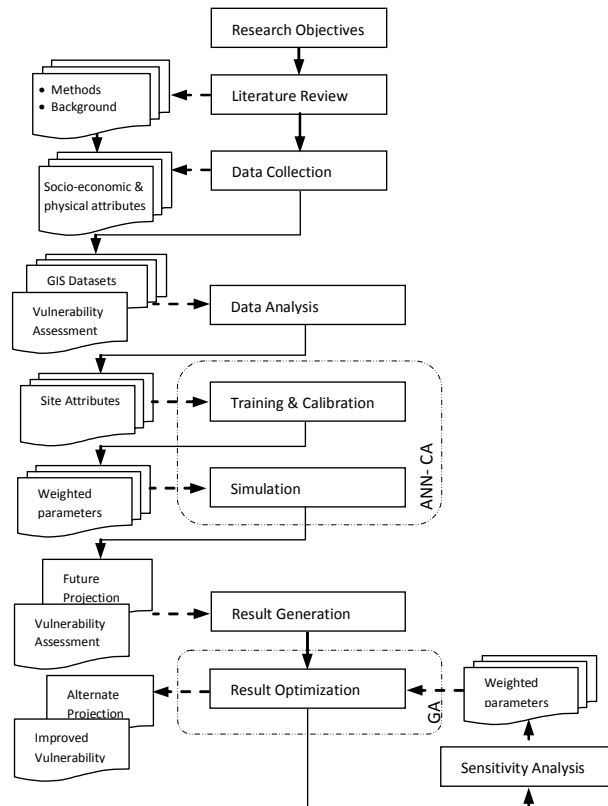 Research Objectives
• Methods
• Background
Literature Review
Socio-economic &
physical attributes
Data Collection
GIS Datasets
Vulnerability
Assessment
Data Analysis
Site Attributes
Training & Calibration
ANN- CA
Weighted
parameters
Simulation
Future
Projection
Vulnerability
Assessment
Result Generation
Alternate
Projection
Improved
Vulnerability
Result Optimization
GA
Weighted
parameters
Sensitivity Analysis